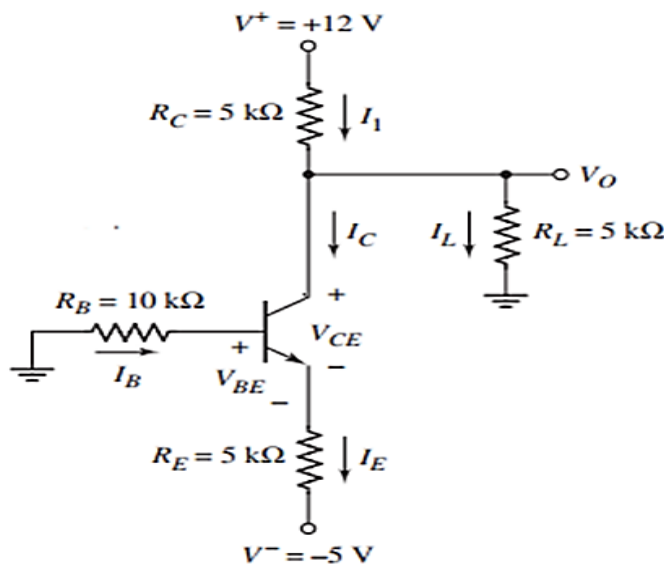 V⁺ = +12 V
R_C = 5 kΩ
I₁
V_O
I_C
I_L
R_L = 5 kΩ
R_B = 10 kΩ
+
V_CE
+
−
I_B
V_BE
−
R_E = 5 kΩ
I_E
V⁻ = −5 V